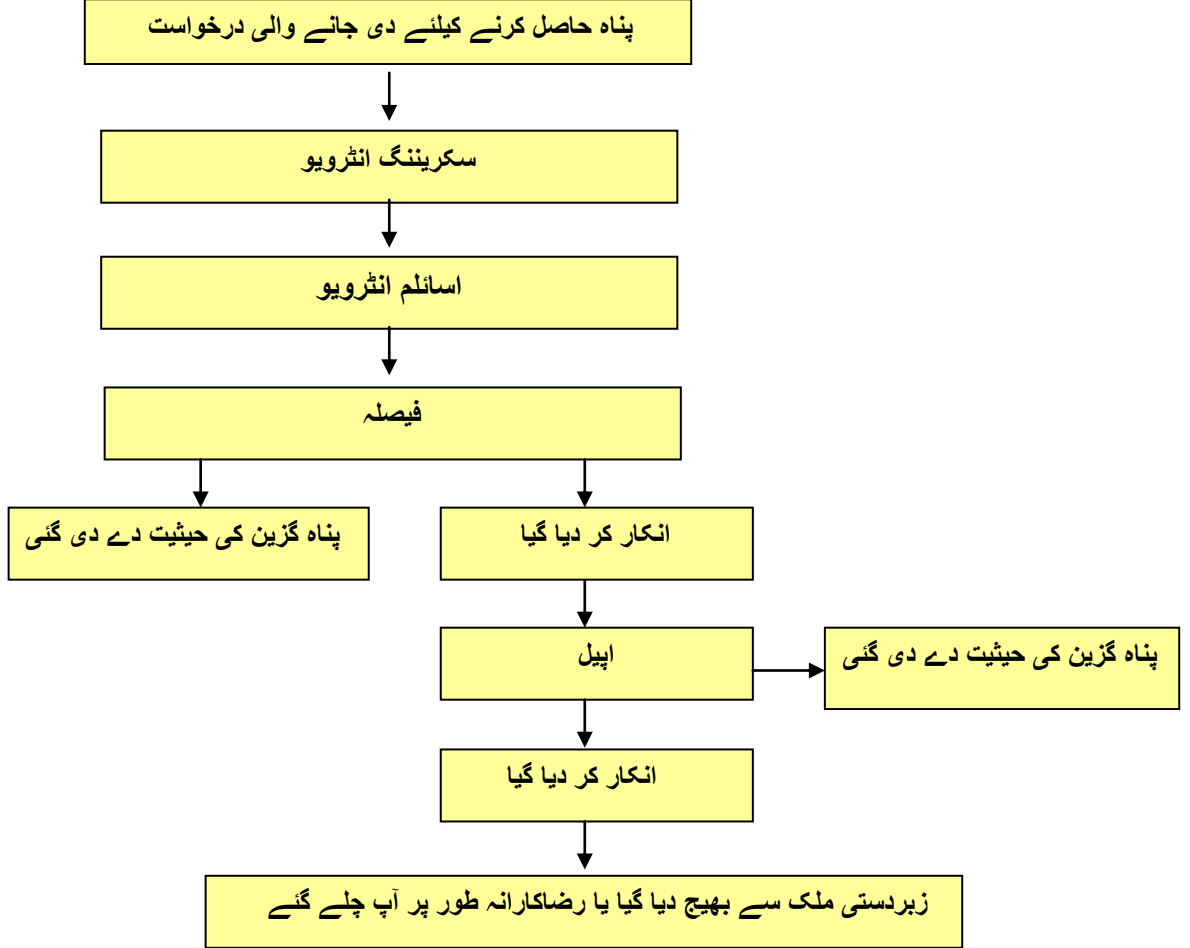 پناہ حاصل کرنے کیلئے دی جانے والی درخواست
سکریننگ انٹرویو
اسائلم انٹرویو
فیصلہ
انکار کر دیا گیا
پناہ گزین کی حیثیت دے دی گئی
اپیل
پناہ گزین کی حیثیت دے دی گئی
انکار کر دیا گیا
زبردستی ملک سے بھیج دیا گیا یا رضاکارانہ طور پر آپ چلے گئے